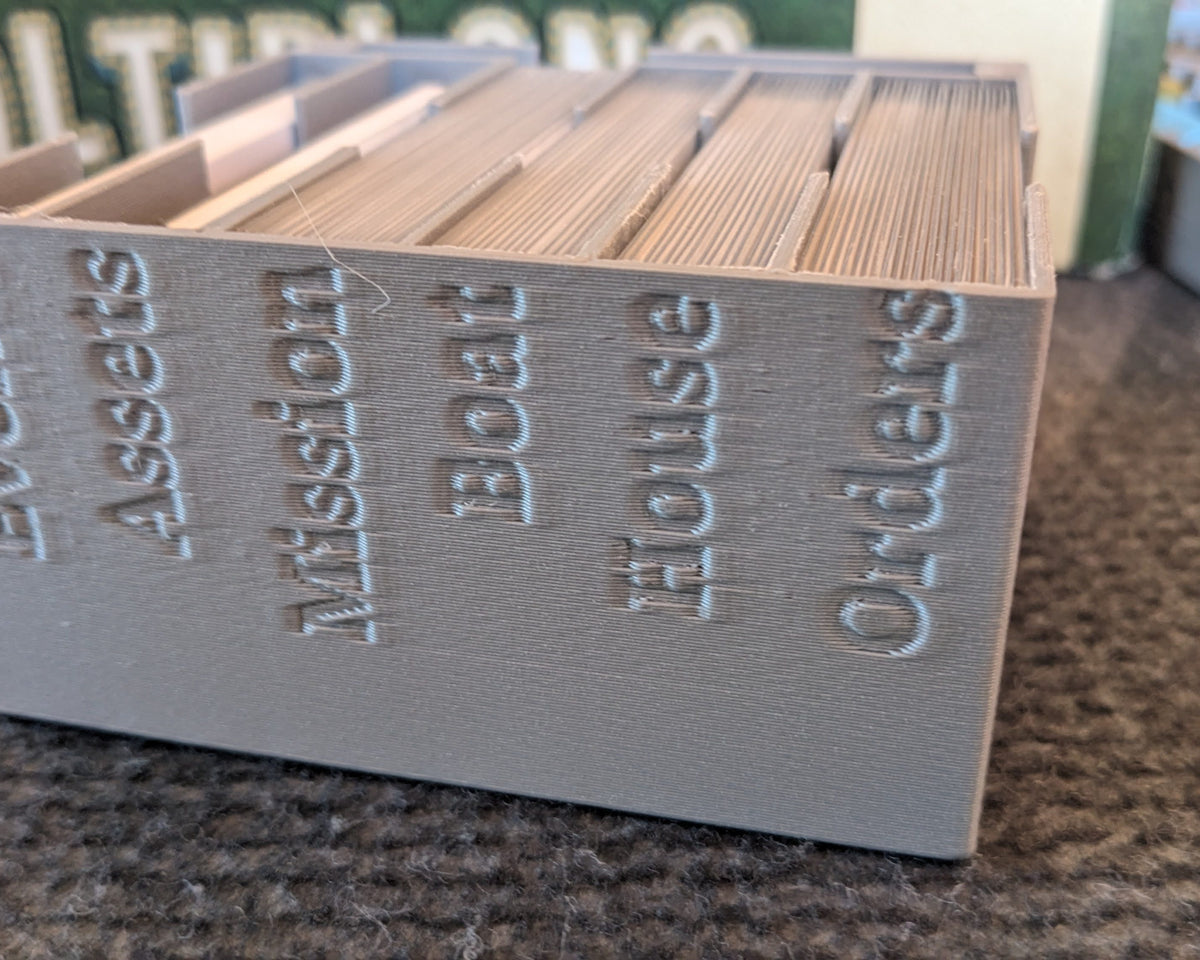 Assets
Mission
Boat
House
Orders